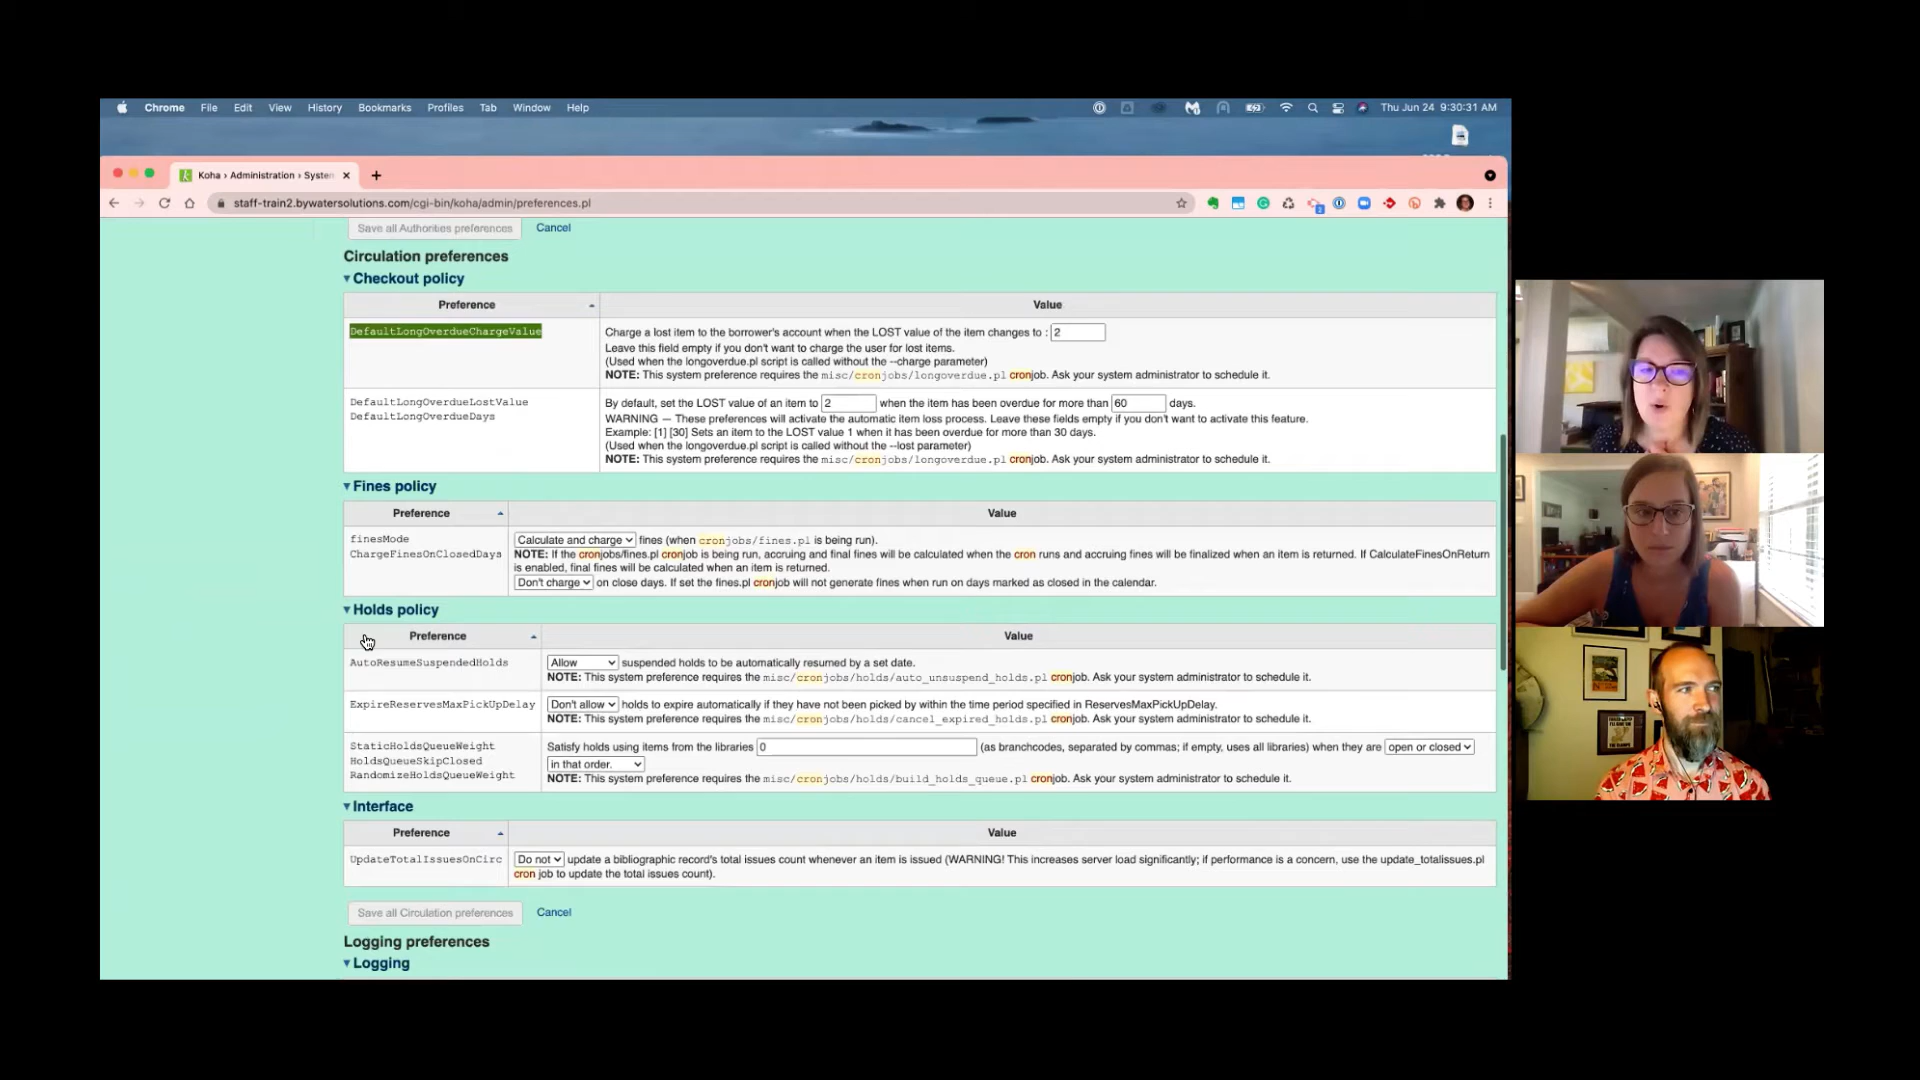 Chrome File Edit View History Bookmarks Profiles Tab Window Help Thu Jun 24 9:30:31 AM
Koha › Administration › System
staff-train2.bywatersolutions.com/cgi-bin/koha/admin/preferences.pl
Save all Authorities preferences Cancel
Circulation preferences
Checkout policy
Preference Value
DefaultLongOverdueChargeValue
Charge a lost item to the borrower's account when the LOST value of the item changes to : 2
Leave this field empty if you don't want to charge the user for lost items.
(Used when the longoverdue.pl script is called without the --charge parameter)
NOTE: This system preference requires the misc/cronjobs/longoverdue.pl cronjob. Ask your system administrator to schedule it.
DefaultLongOverdueLostValue
DefaultLongOverdueDays
By default, set the LOST value of an item to 2 when the item has been overdue for more than 60 days.
WARNING — These preferences will activate the automatic item loss process. Leave these fields empty if you don't want to activate this feature.
Example: [1] [30] Sets an item to the LOST value 1 when it has been overdue for more than 30 days.
(Used when the longoverdue.pl script is called without the --lost parameter)
NOTE: This system preference requires the misc/cronjobs/longoverdue.pl cronjob. Ask your system administrator to schedule it.
Fines policy
Preference Value
finesMode
ChargeFinesOnClosedDays
Calculate and charge fines (when cronjobs/fines.pl is being run).
NOTE: If the cronjobs/fines.pl cronjob is being run, accruing and final fines will be calculated when the cron runs and accruing fines will be finalized when an item is returned. If CalculateFinesOnReturn
is enabled, final fines will be calculated when an item is returned.
Don't charge on close days. If set the fines.pl cronjob will not generate fines when run on days marked as closed in the calendar.
Holds policy
Preference Value
AutoResumeSuspendedHolds
Allow suspended holds to be automatically resumed by a set date.
NOTE: This system preference requires the misc/cronjobs/holds/auto_unsuspend_holds.pl cronjob. Ask your system administrator to schedule it.
ExpireReservesMaxPickUpDelay
Don't allow holds to expire automatically if they have not been picked by within the time period specified in ReservesMaxPickUpDelay.
NOTE: This system preference requires the misc/cronjobs/holds/cancel_expired_holds.pl cronjob. Ask your system administrator to schedule it.
StaticHoldsQueueWeight
HoldsQueueSkipClosed
RandomizeHoldsQueueWeight
Satisfy holds using items from the libraries 0 (as branchcodes, separated by commas; if empty, uses all libraries) when they are open or closed
in that order.
NOTE: This system preference requires the misc/cronjobs/holds/build_holds_queue.pl cronjob. Ask your system administrator to schedule it.
Interface
Preference Value
UpdateTotalIssuesOnCirc
Do not update a bibliographic record's total issues count whenever an item is issued (WARNING! This increases server load significantly; if performance is a concern, use the update_totalissues.pl
cron job to update the total issues count).
Save all Circulation preferences Cancel
Logging preferences
Logging